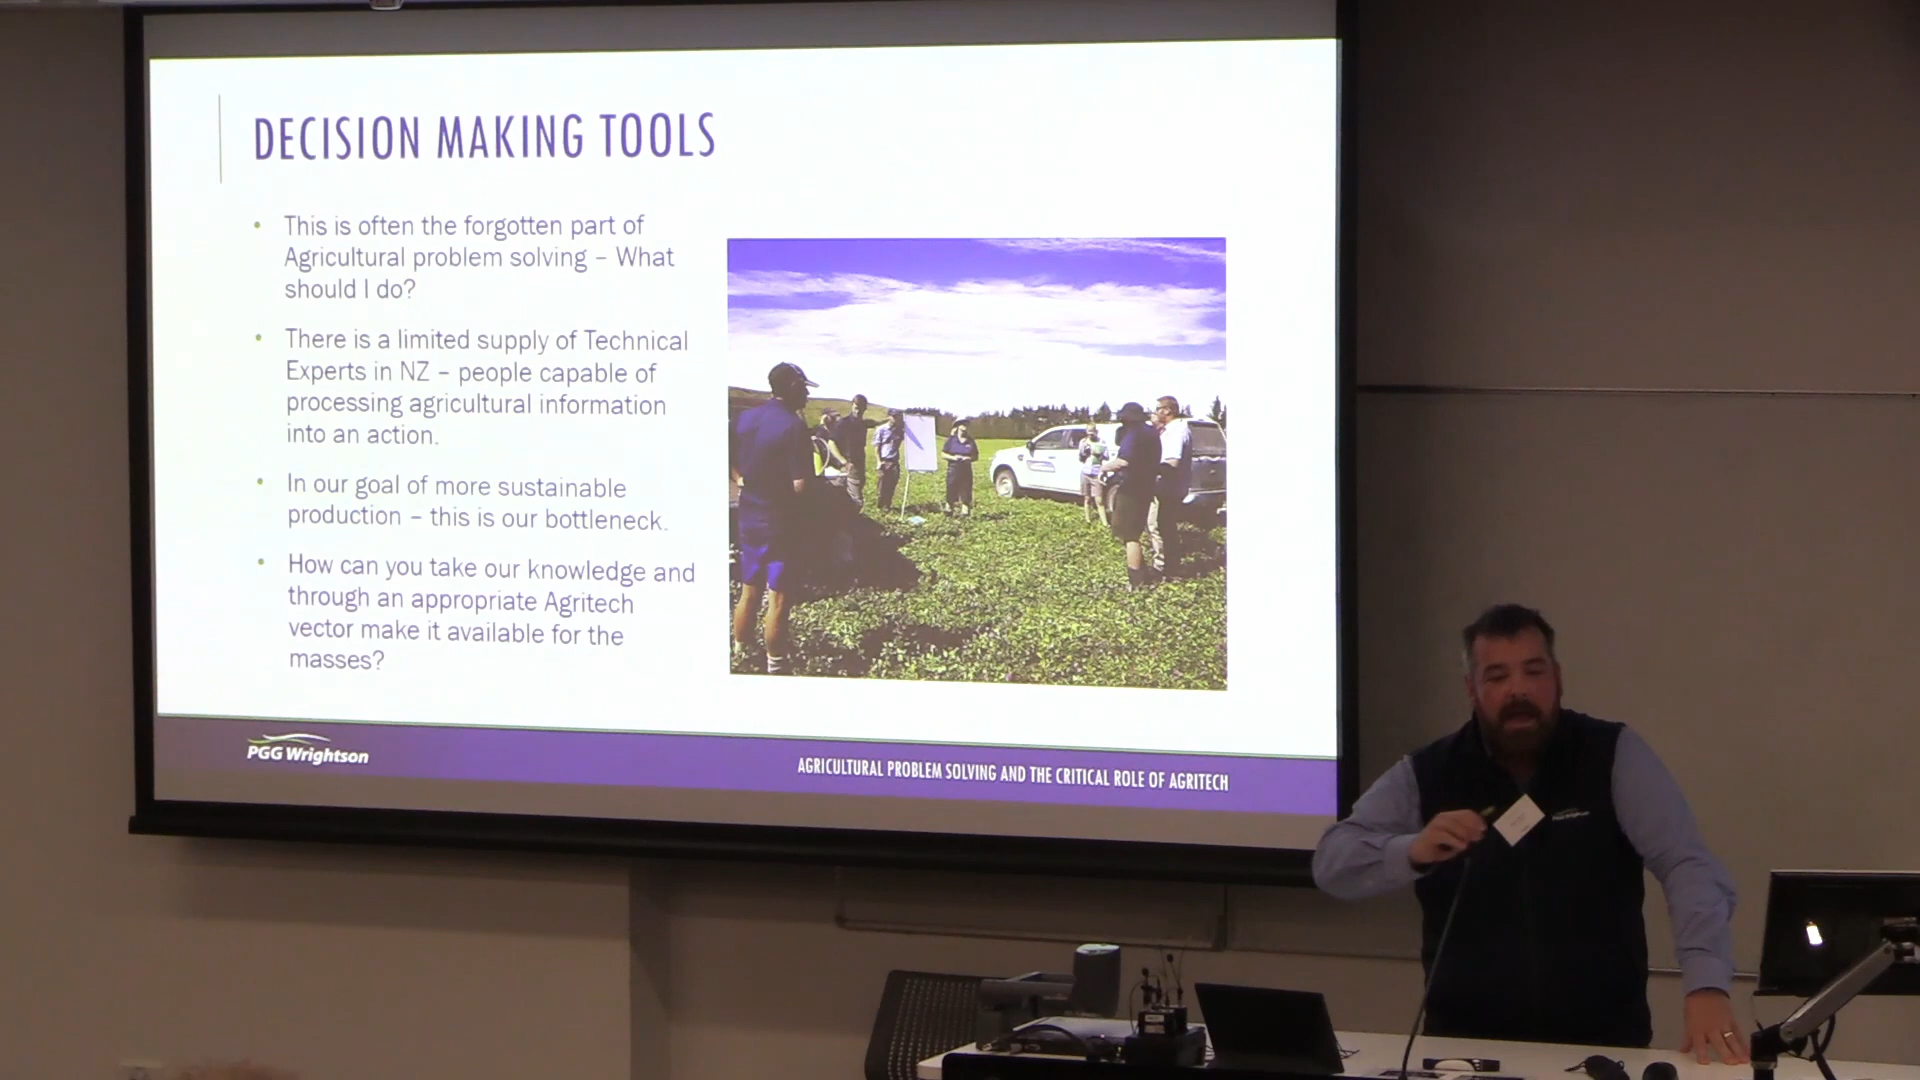 DECISION MAKING TOOLS
• This is often the forgotten part of
Agricultural problem solving – What
should I do?
• There is a limited supply of Technical
Experts in NZ – people capable of
processing agricultural information
into an action.
• In our goal of more sustainable
production – this is our bottleneck.
• How can you take our knowledge and
through an appropriate Agritech
vector make it available for the
masses?
PGG Wrightson
AGRICULTURAL PROBLEM SOLVING AND THE CRITICAL ROLE OF AGRITECH
PGG Wrightson